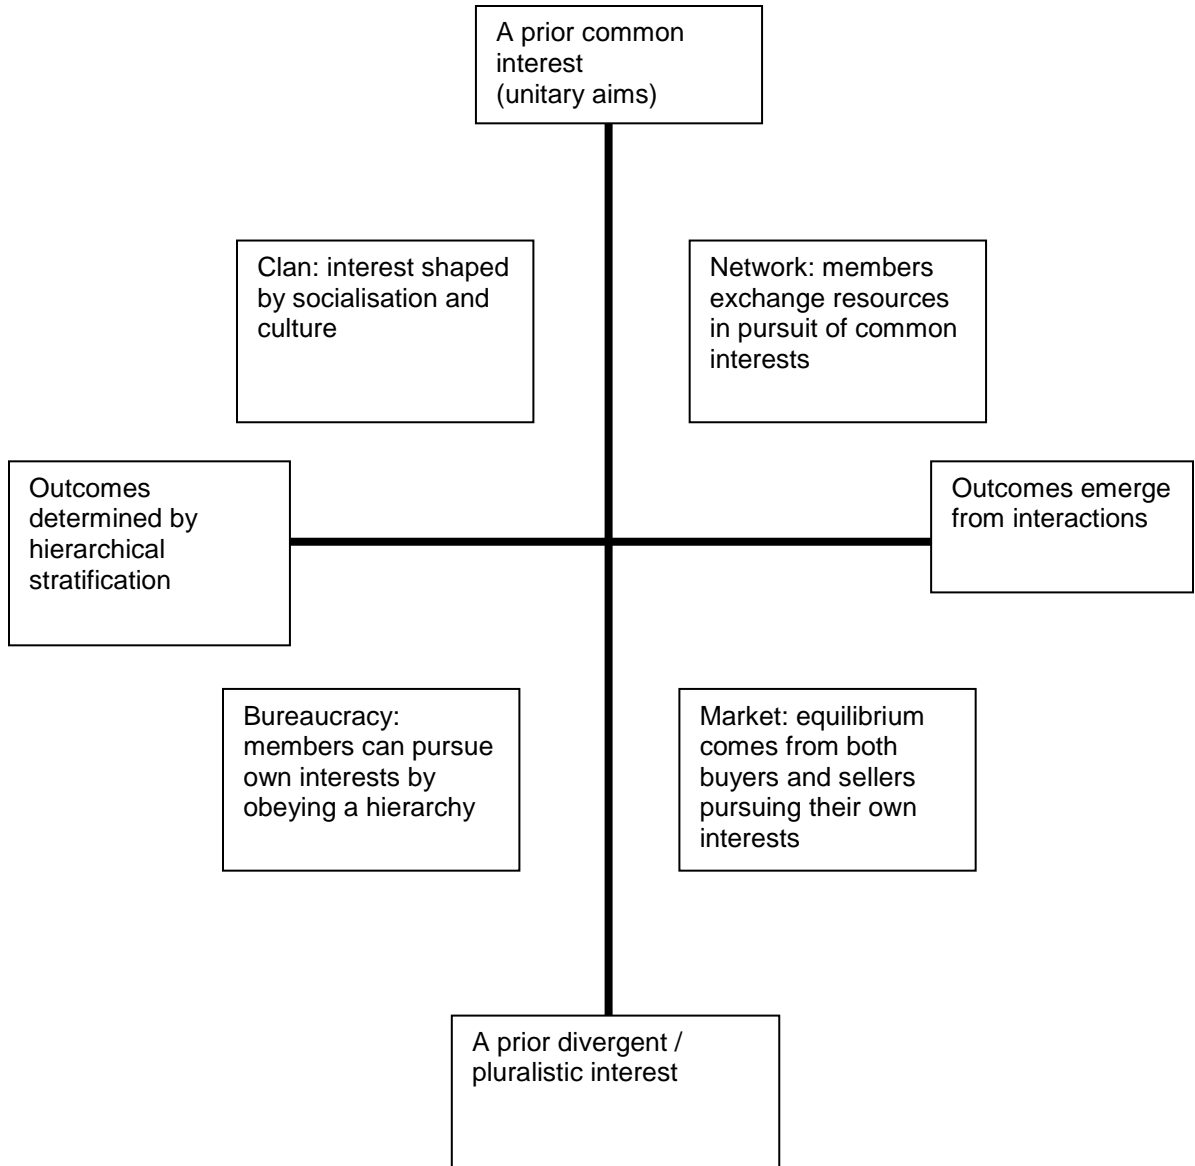 A prior common
interest
(unitary aims)
Clan: interest shaped
by socialisation and
culture
Network: members
exchange resources
in pursuit of common
interests
Outcomes
determined by
hierarchical
stratification
Outcomes emerge
from interactions
Bureaucracy:
members can pursue
own interests by
obeying a hierarchy
Market: equilibrium
comes from both
buyers and sellers
pursuing their own
interests
A prior divergent /
pluralistic interest